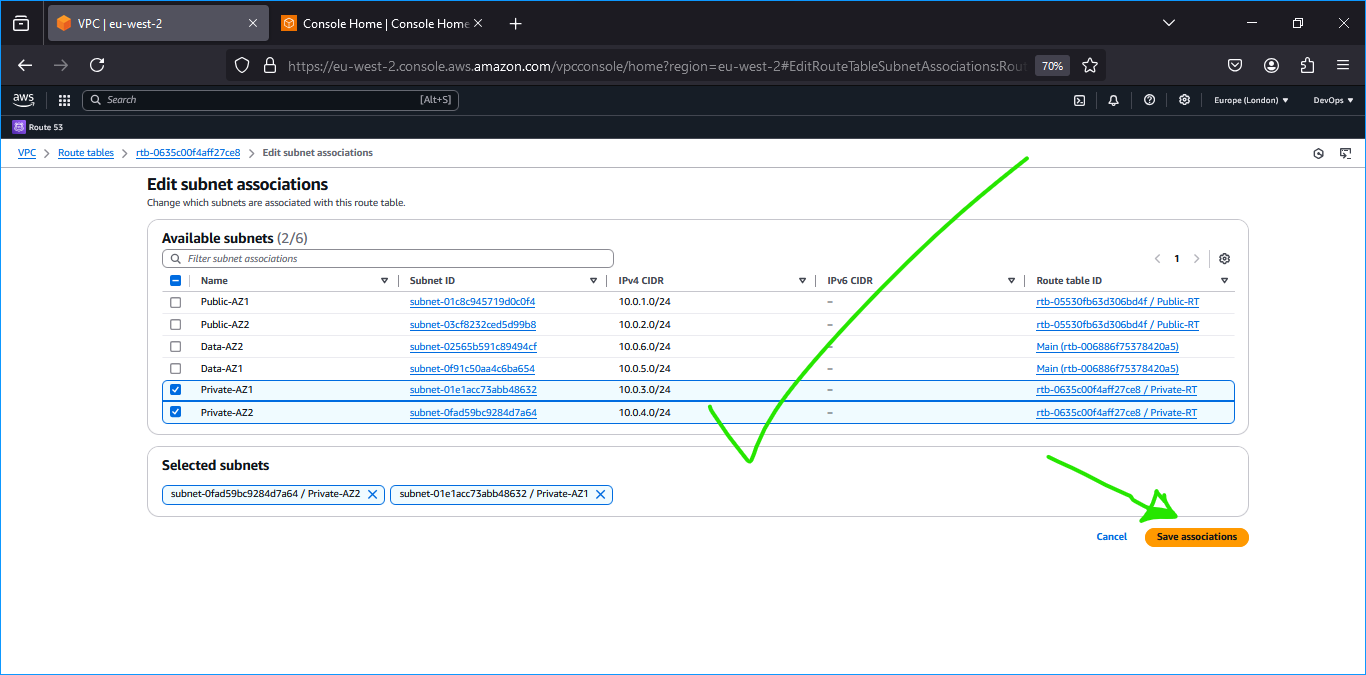 VPC | eu-west-2
Console Home | Console Home
https://eu-west-2.console.aws.amazon.com/vpcconsole/home?region=eu-west-2#EditRouteTableSubnetAssociations:Rout
70%
aws
Search
[Alt+S]
Europe (London)
DevOps
Route 53
VPC
Route tables
rtb-0635c00f4aff27ce8
Edit subnet associations
Edit subnet associations
Change which subnets are associated with this route table.
Available subnets (2/6)
Filter subnet associations
1
Name Subnet ID IPv4 CIDR IPv6 CIDR Route table ID
Public-AZ1 subnet-01c8c945719d0c0f4 10.0.1.0/24 – rtb-05530fb63d306bd4f / Public-RT
Public-AZ2 subnet-03cf8232ced5d99b8 10.0.2.0/24 – rtb-05530fb63d306bd4f / Public-RT
Data-AZ2 subnet-02565b591c89494cf 10.0.6.0/24 – Main (rtb-006886f75378420a5)
Data-AZ1 subnet-0f91c50aa4c6ba654 10.0.5.0/24 – Main (rtb-006886f75378420a5)
Private-AZ1 subnet-01e1acc73abb48632 10.0.3.0/24 – rtb-0635c00f4aff27ce8 / Private-RT
Private-AZ2 subnet-0fad59bc9284d7a64 10.0.4.0/24 – rtb-0635c00f4aff27ce8 / Private-RT
Selected subnets
subnet-0fad59bc9284d7a64 / Private-AZ2
subnet-01e1acc73abb48632 / Private-AZ1
Cancel
Save associations